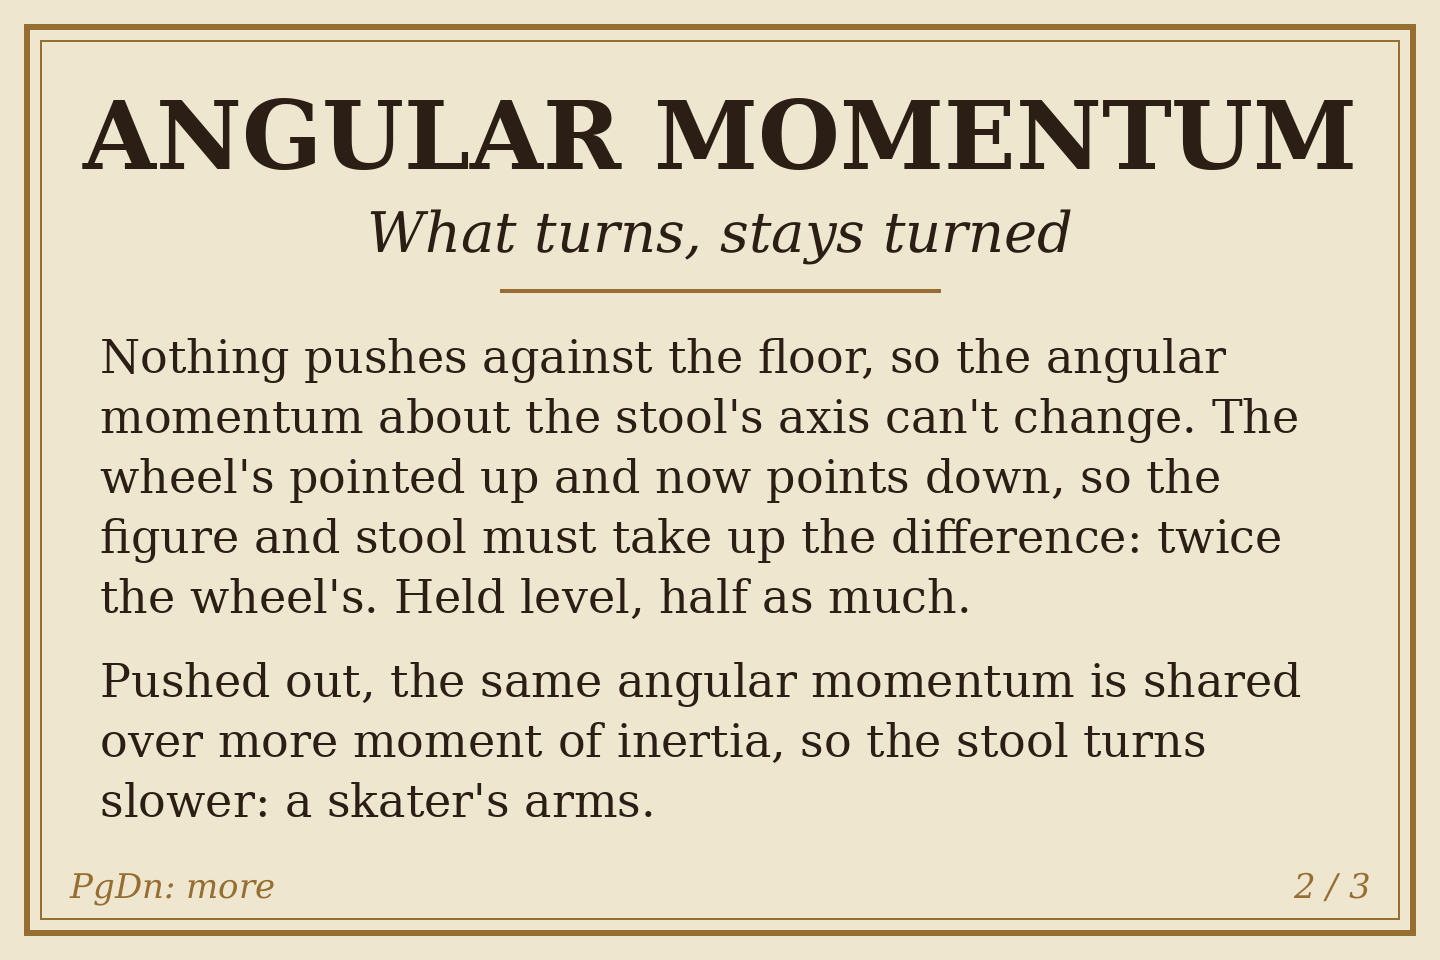 ANGULAR MOMENTUM
What turns, stays turned
Nothing pushes against the floor, so the angular
momentum about the stool's axis can't change. The
wheel's pointed up and now points down, so the
figure and stool must take up the difference: twice
the wheel's. Held level, half as much.
Pushed out, the same angular momentum is shared
over more moment of inertia, so the stool turns
slower: a skater's arms.
PgDn: more
2 / 3